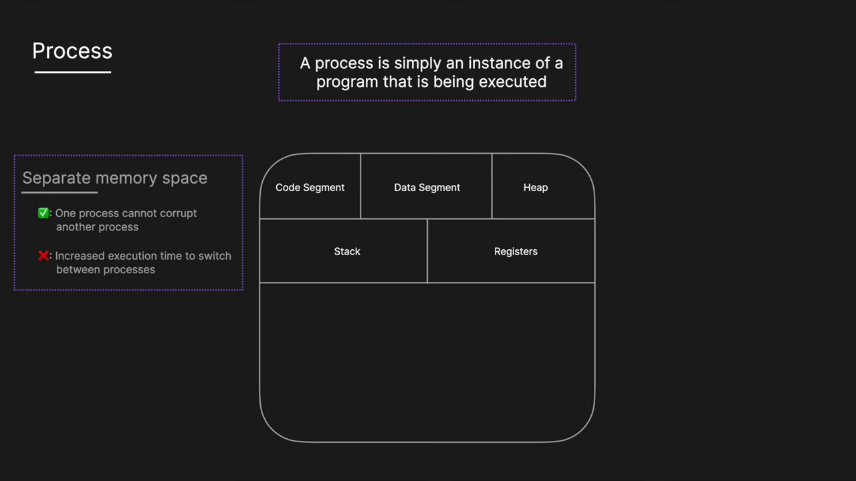 Process
A process is simply an instance of a
program that is being executed
Separate memory space
✅: One process cannot corrupt
another process
❌: Increased execution time to switch
between processes
Code Segment
Data Segment
Heap
Stack
Registers